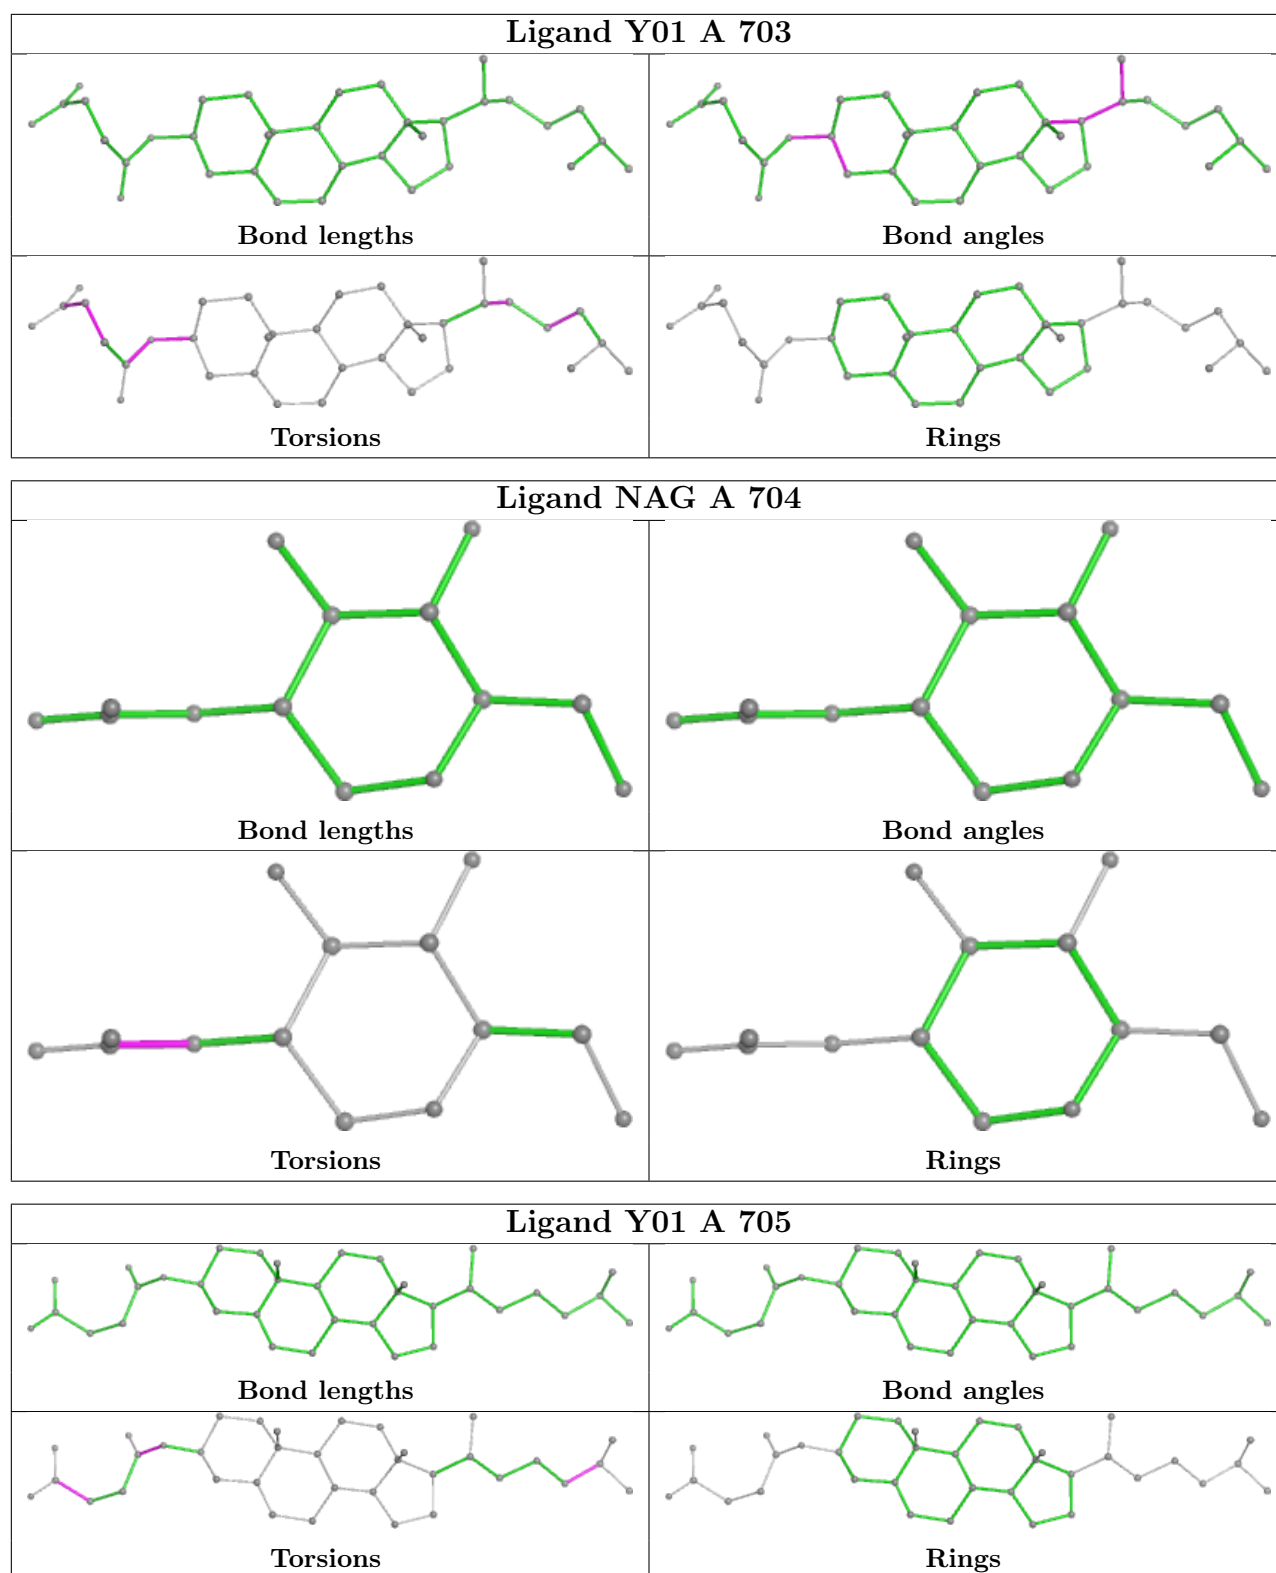 Ligand Y01 A 703
Bond lengths
Bond angles
Torsions
Rings
Ligand NAG A 704
Bond lengths
Bond angles
Torsions
Rings
Ligand Y01 A 705
Bond lengths
Bond angles
Torsions
Rings